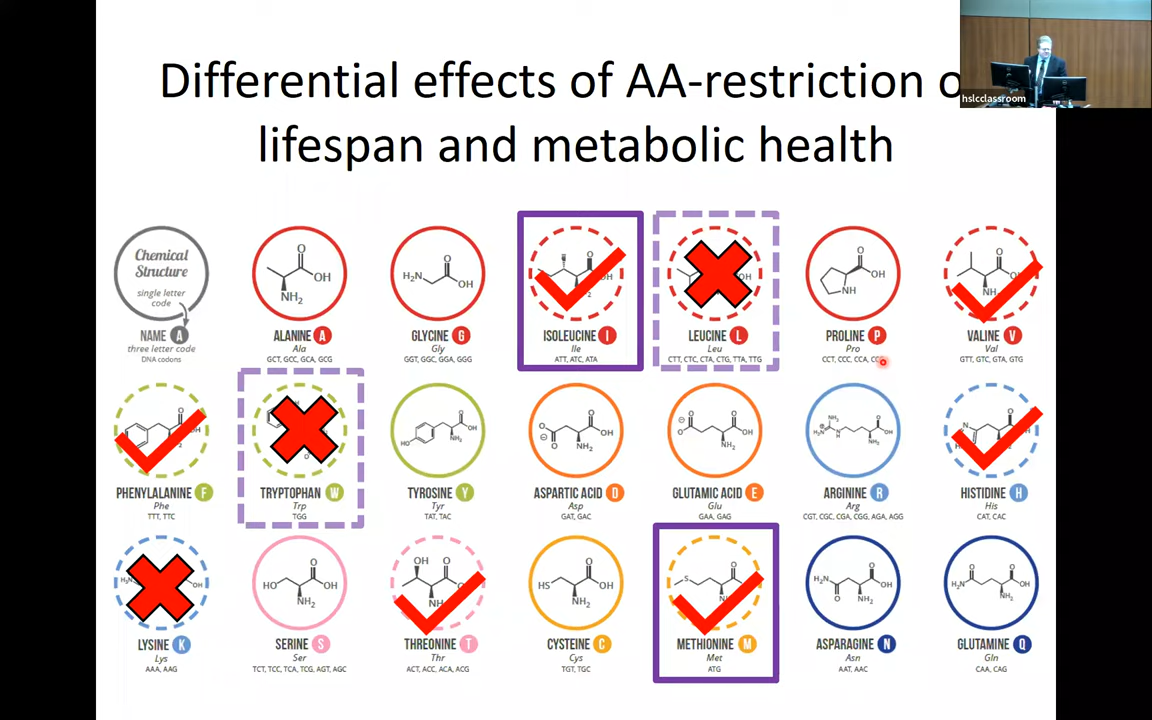 Differential effects of AA-restriction o
lifespan and metabolic health
hslcclassroom
Chemical
Structure
single letter
code
NAME A
three letter code
DNA codons
ALANINE A
Ala
GCT, GCC, GCA, GCG
GLYCINE G
Gly
GGT, GGC, GGA, GGG
ISOLEUCINE I
Ile
ATT, ATC, ATA
LEUCINE L
Leu
CTT, CTC, CTA, CTG, TTA, TTG
PROLINE P
Pro
CCT, CCC, CCA,
VALINE V
Val
GTT, GTC, GTA, GTG
PHENYLALANINE F
Phe
TTT, TTC
TRYPTOPHAN W
Trp
TGG
TYROSINE Y
Tyr
TAT, TAC
ASPARTIC ACID D
Asp
GAT, GAC
GLUTAMIC ACID E
Glu
GAA, GAG
ARGININE R
Arg
CGT, CGC, CGA, CGG, AGA, AGG
HISTIDINE H
His
CAT, CAC
LYSINE K
Lys
AAA, AAG
SERINE S
Ser
TCT, TCC, TCA, TCG, AGT, AGC
THREONINE T
Thr
ACT, ACC, ACA, ACG
CYSTEINE C
Cys
TGT, TGC
METHIONINE M
Met
ATG
ASPARAGINE N
Asn
AAT, AAC
GLUTAMINE Q
Gln
CAA, CAG